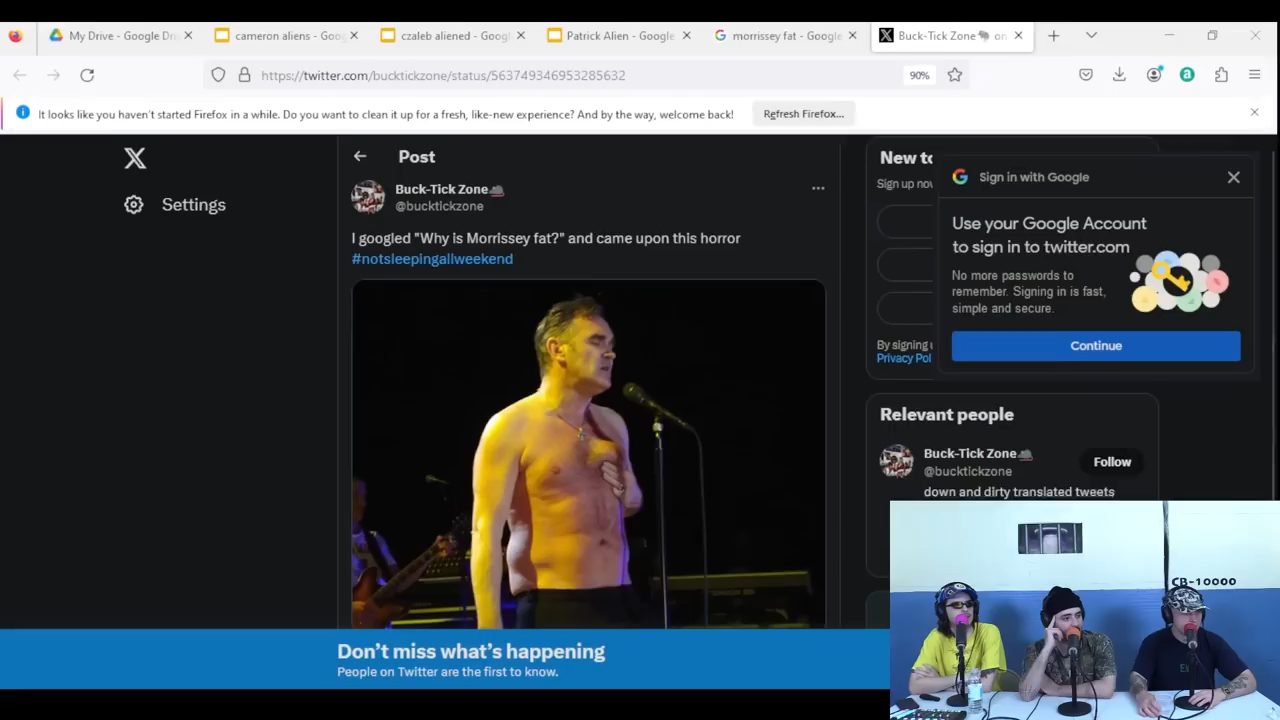 My Drive - Google Dri
cameron aliens - Goog
czaleb aliened - Googl
Patrick Alien - Google
morrissey fat - Google
Buck-Tick Zone on
https://twitter.com/bucktickzone/status/563749346953285632
90%
a
It looks like you haven't started Firefox in a while. Do you want to clean it up for a fresh, like-new experience? And by the way, welcome back!
Refresh Firefox...
X
Settings
Post
Buck-Tick Zone
@bucktickzone
I googled "Why is Morrissey fat?" and came upon this horror
#notsleepingallweekend
New to
Sign up now
By signing u
Privacy Pol
Sign in with Google
Use your Google Account
to sign in to twitter.com
No more passwords to
remember. Signing in is fast,
simple and secure.
Continue
Relevant people
Buck-Tick Zone
@bucktickzone
Follow
down and dirty translated tweets
CB-10000
Don't miss what's happening
People on Twitter are the first to know.